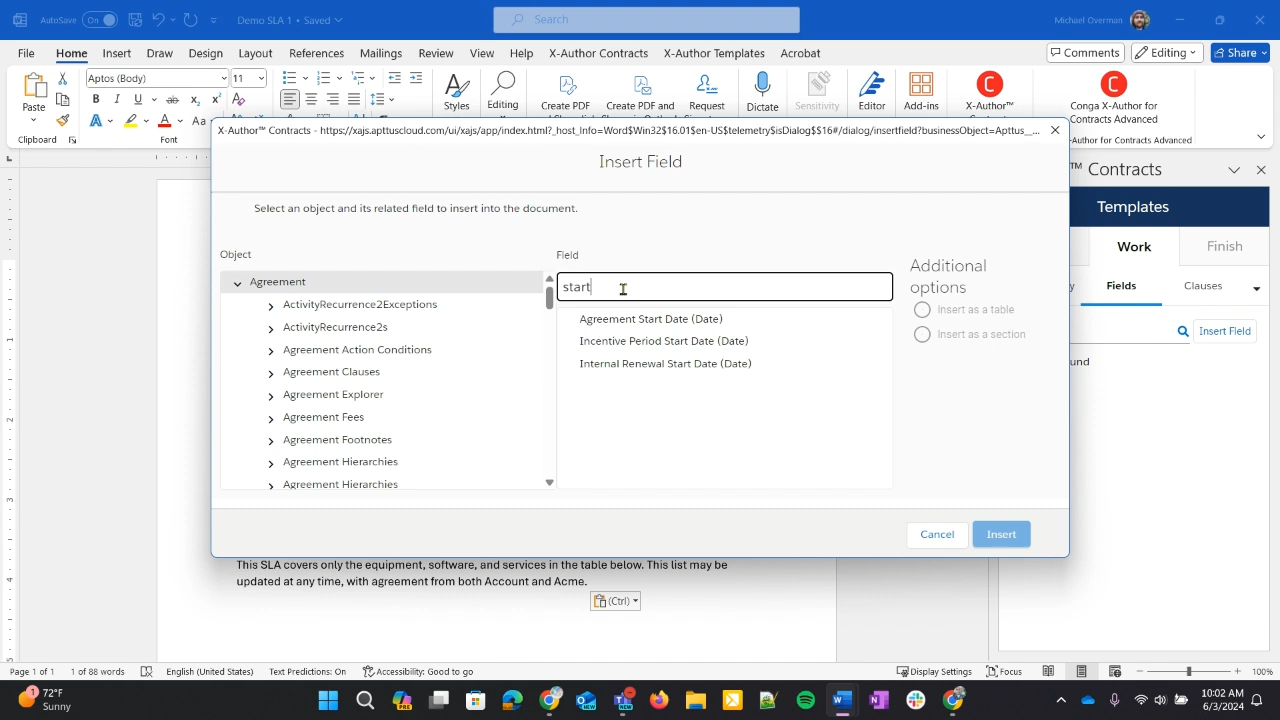 AutoSave On
Demo SLA 1 • Saved
Search
Michael Overman
File Home Insert Draw Design Layout References Mailings Review View Help X-Author Contracts X-Author Templates Acrobat
Comments Editing Share
Paste
Clipboard
Aptos (Body) 11
B I U ab x₂ x²
A A Aa
Font
Styles
Editing
Create PDF
Create PDF and
Request
Dictate
Sensitivity
Editor
Add-ins
X-Author™
Conga X-Author for
Contracts Advanced
-Author for Contracts Advanced
X-Author™ Contracts - https://xajs.apttuscloud.com/ui/xajs/app/index.html?_host_Info=Word$Win32$16.01$en-US$telemetry$isDialog$$16#/dialog/insertfield?businessObject=Apttus__...
Insert Field
Select an object and its related field to insert into the document.
Object
Agreement
ActivityRecurrence2Exceptions
ActivityRecurrence2s
Agreement Action Conditions
Agreement Clauses
Agreement Explorer
Agreement Fees
Agreement Footnotes
Agreement Hierarchies
Agreement Hierarchies
Field
start
Agreement Start Date (Date)
Incentive Period Start Date (Date)
Internal Renewal Start Date (Date)
Additional
options
Insert as a table
Insert as a section
Cancel Insert
™ Contracts
Templates
Work Finish
y Fields Clauses
Insert Field
und
This SLA covers only the equipment, software, and services in the table below. This list may be
updated at any time, with agreement from both Account and Acme.
(Ctrl)
Page 1 of 1 1 of 88 words English (United States) Text Predictions: On Accessibility: Good to go Display Settings Focus 100%
72°F
Sunny
10:02 AM
6/3/2024